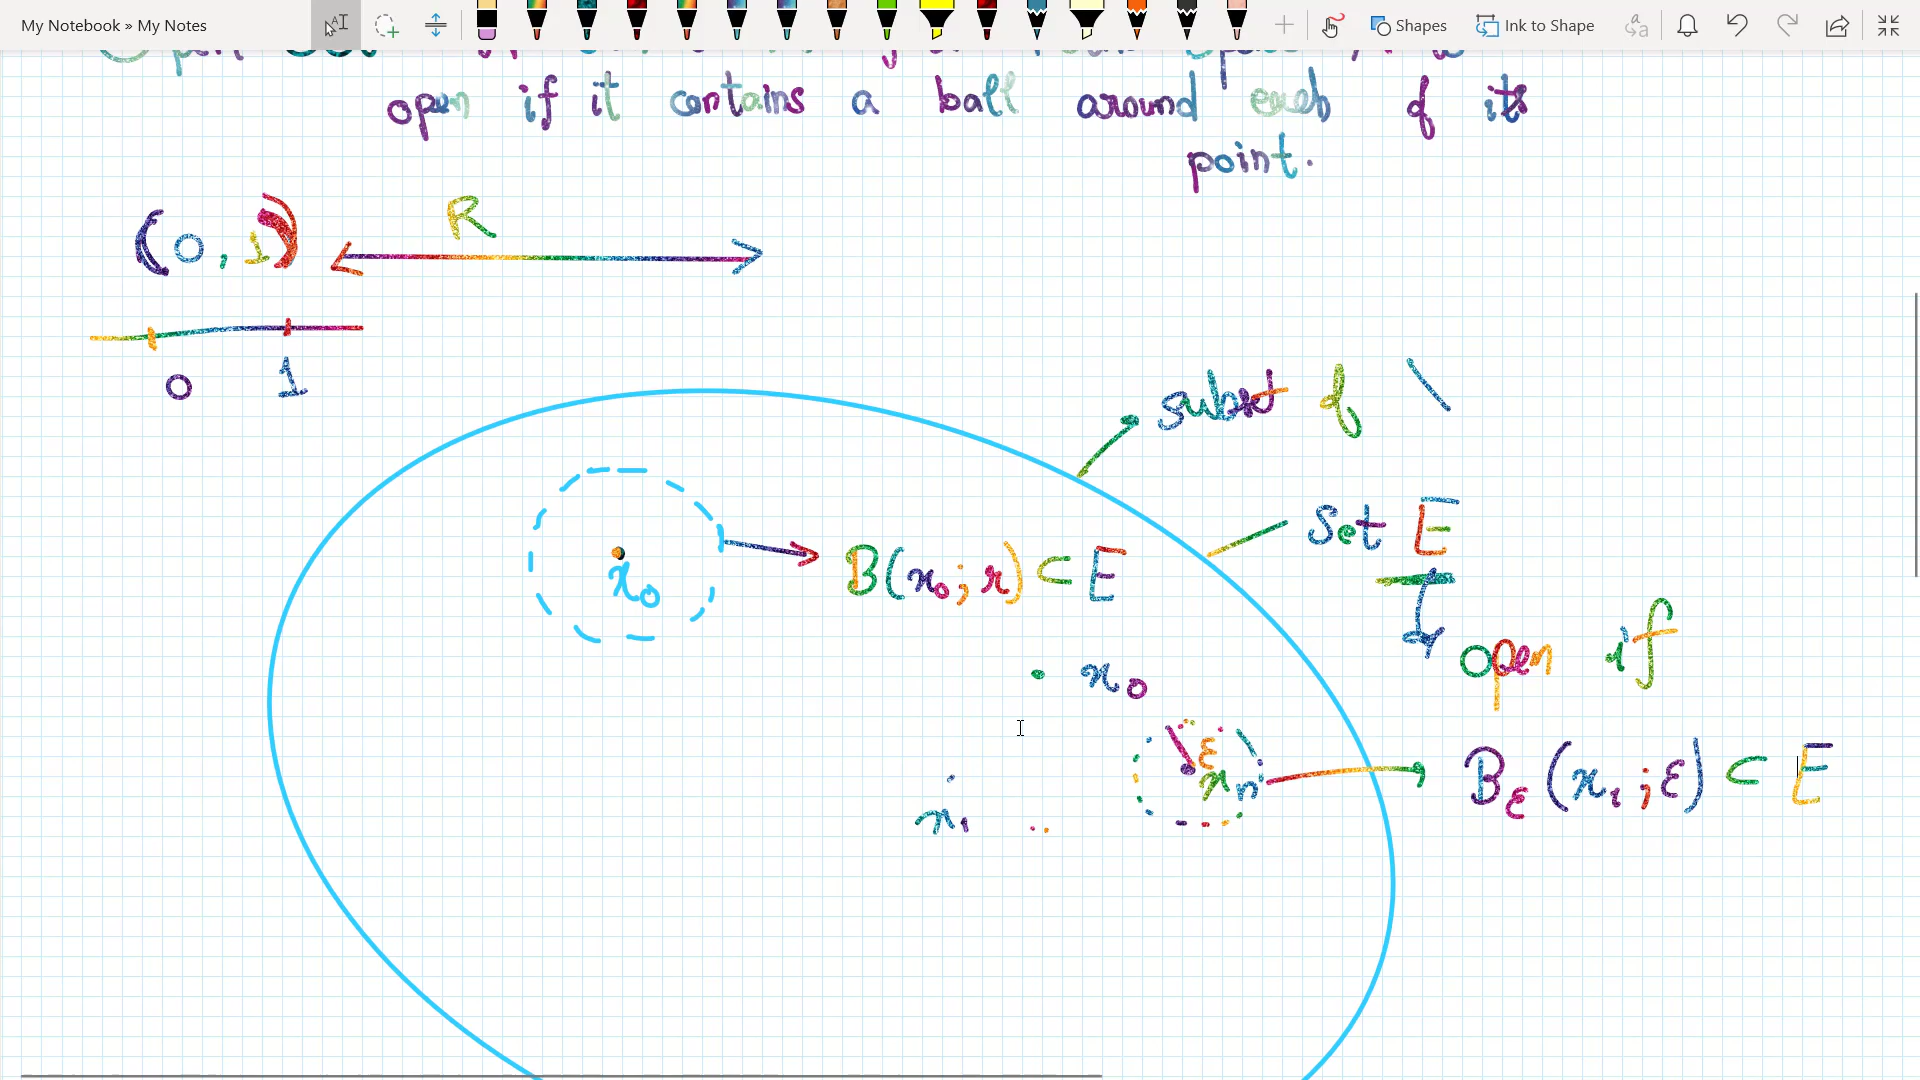 My Notebook » My Notes
Shapes
Ink to Shape
Open
open if it contains a ball around each of its
point.
(0, 1)
R
0 1
subset of
Set E
x₀
B(x₀; r) ⊂ E
open if
x₀
ε
xₙ
B_ε (x₁; ε) ⊂ E
x₁ ..